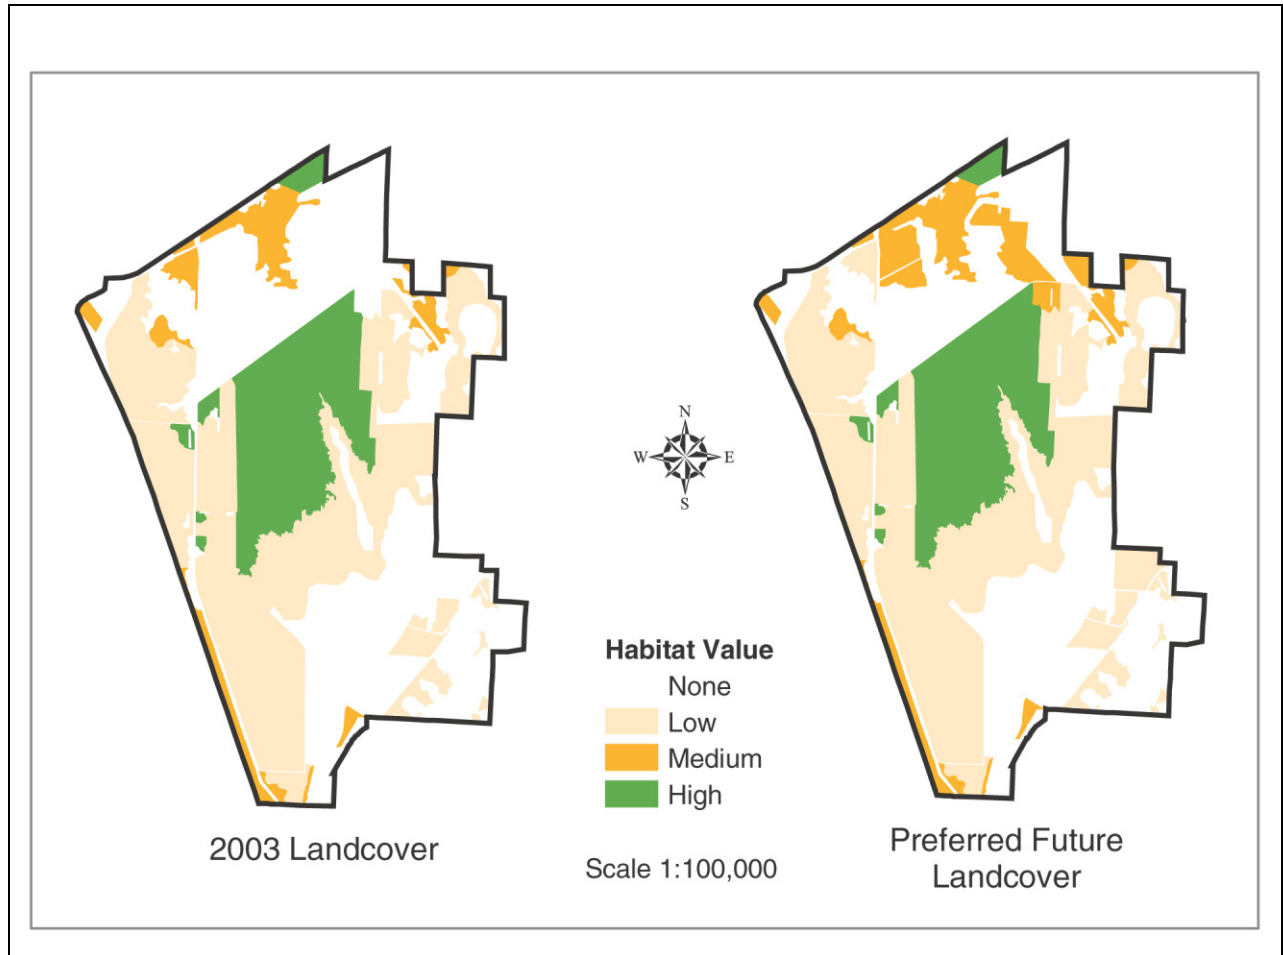 N
W E
S
Habitat Value
None
Low
Medium
High
2003 Landcover
Scale 1:100,000
Preferred Future
Landcover